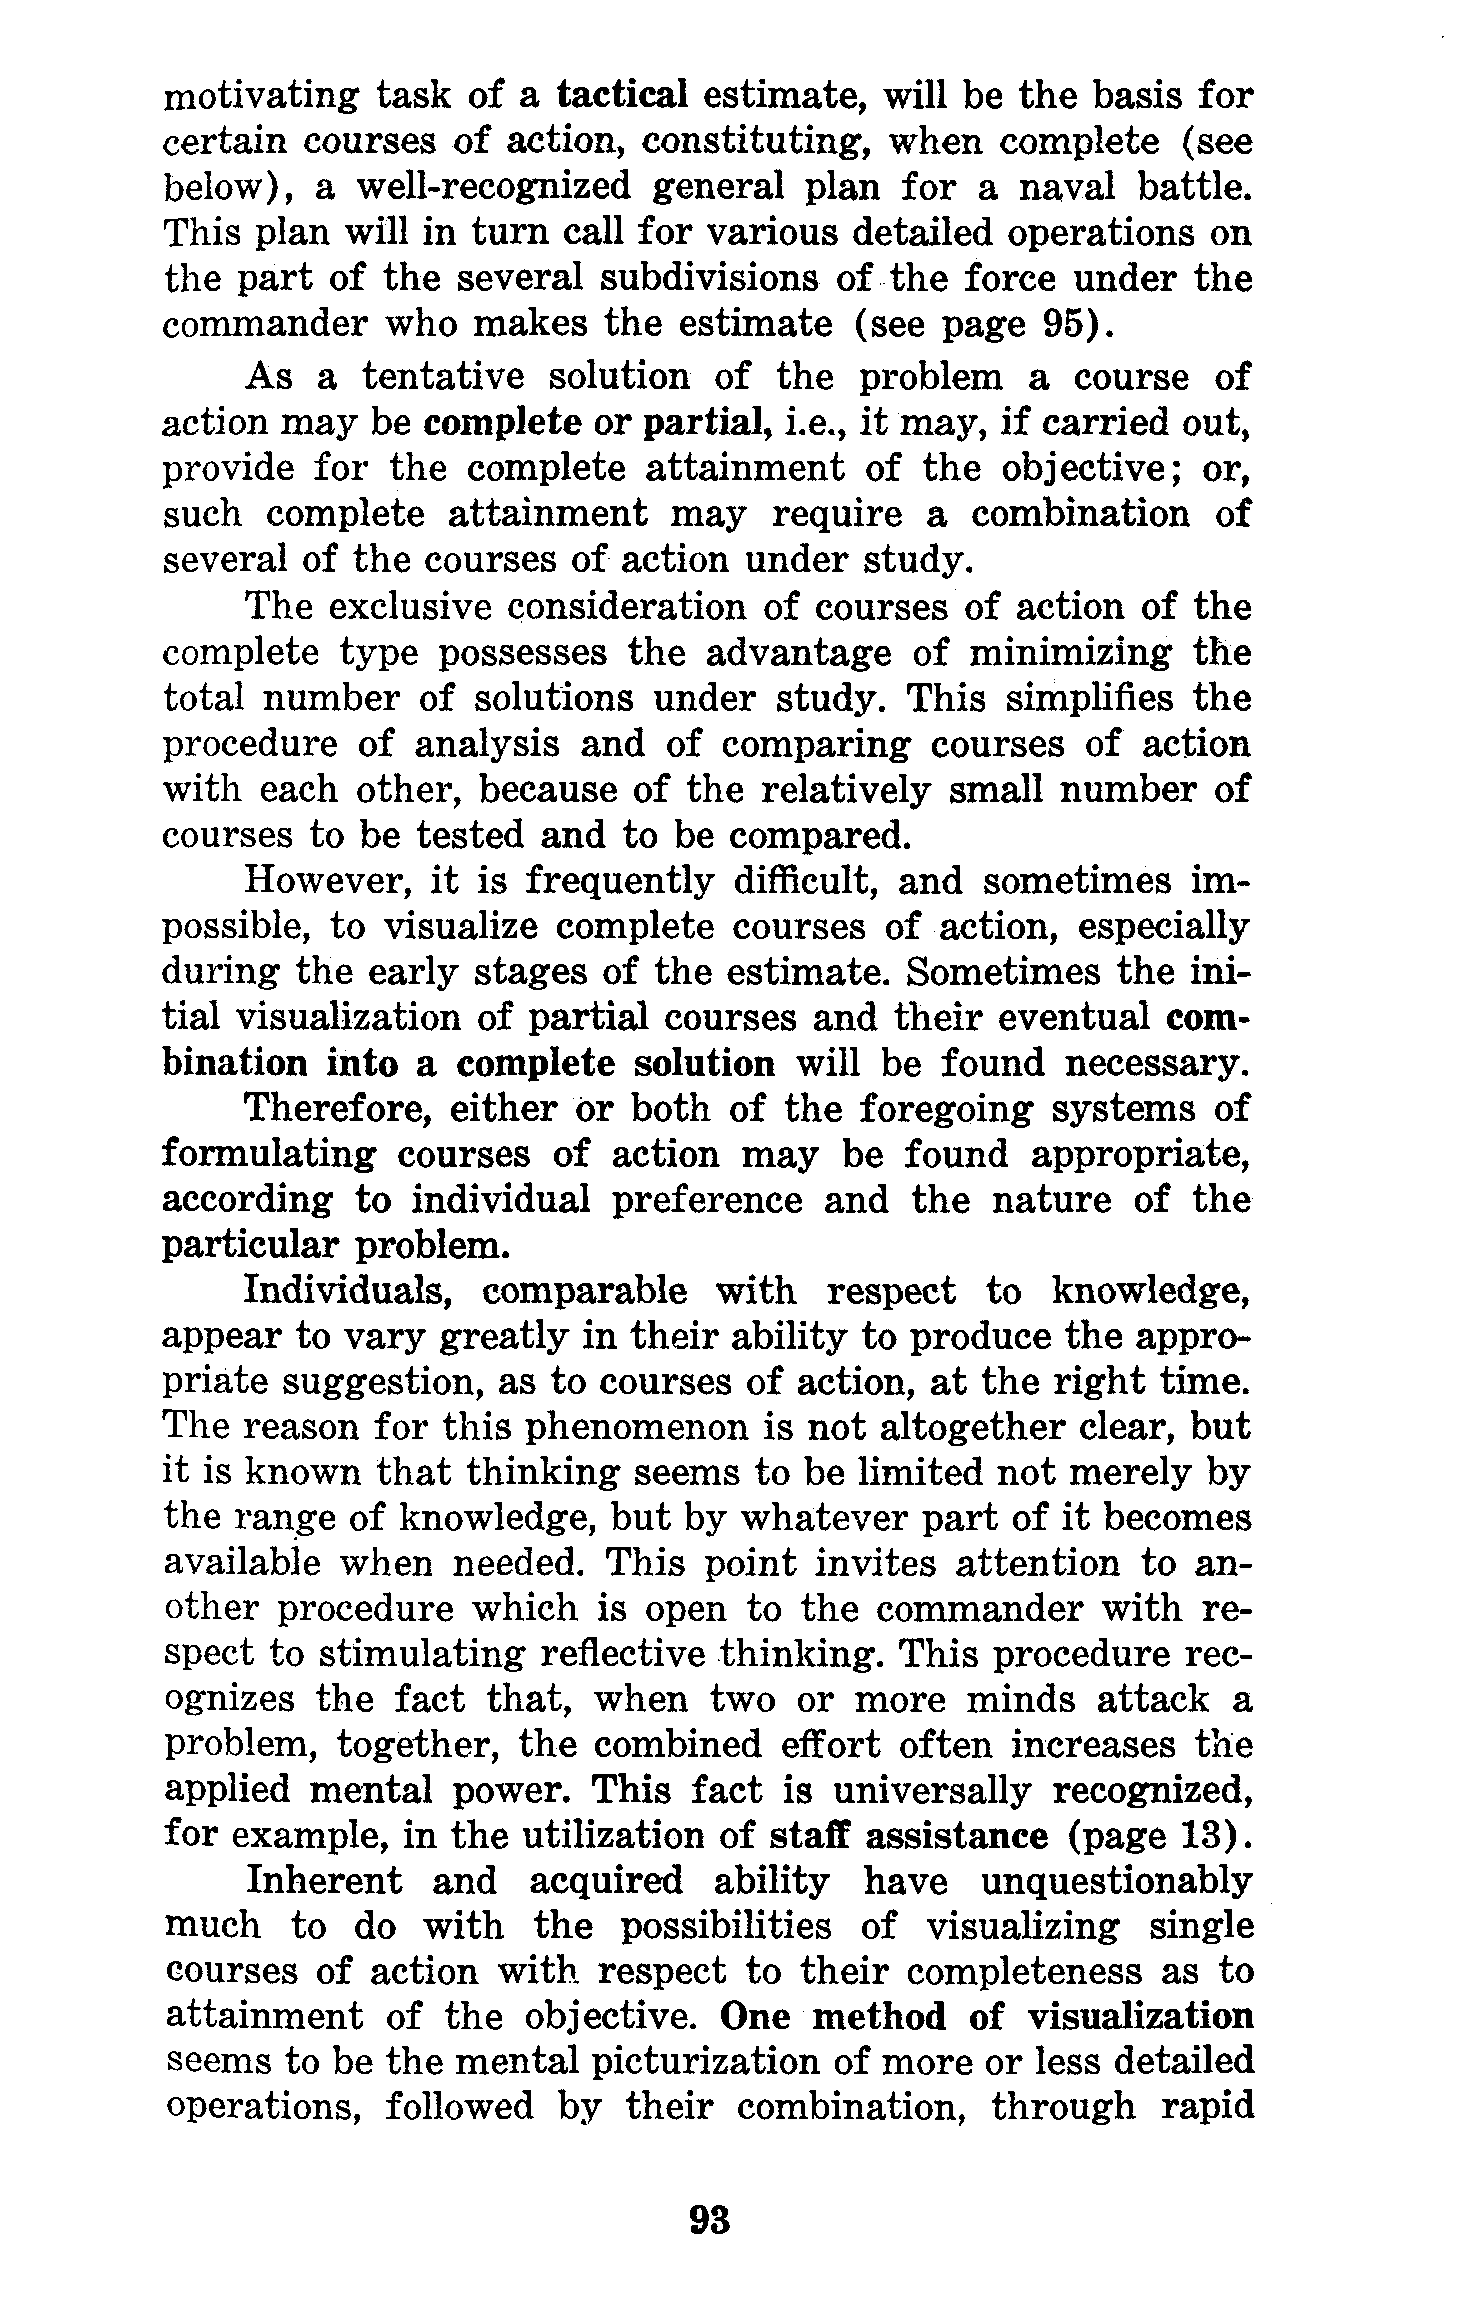 motivating task of a tactical estimate, will be the basis for
certain courses of action, constituting, when complete (see
below), a well-recognized general plan for a naval battle.
This plan will in turn call for various detailed operations on
the part of the several subdivisions of the force under the
commander who makes the estimate (see page 95).
As a tentative solution of the problem a course of
action may be complete or partial, i.e., it may, if carried out,
provide for the complete attainment of the objective; or,
such complete attainment may require a combination of
several of the courses of action under study.
The exclusive consideration of courses of action of the
complete type possesses the advantage of minimizing the
total number of solutions under study. This simplifies the
procedure of analysis and of comparing courses of action
with each other, because of the relatively small number of
courses to be tested and to be compared.
However, it is frequently difficult, and sometimes im-
possible, to visualize complete courses of action, especially
during the early stages of the estimate. Sometimes the ini-
tial visualization of partial courses and their eventual com-
bination into a complete solution will be found necessary.
Therefore, either or both of the foregoing systems of
formulating courses of action may be found appropriate,
according to individual preference and the nature of the
particular problem.
Individuals, comparable with respect to knowledge,
appear to vary greatly in their ability to produce the appro-
priate suggestion, as to courses of action, at the right time.
The reason for this phenomenon is not altogether clear, but
it is known that thinking seems to be limited not merely by
the range of knowledge, but by whatever part of it becomes
available when needed. This point invites attention to an-
other procedure which is open to the commander with re-
spect to stimulating reflective thinking. This procedure rec-
ognizes the fact that, when two or more minds attack a
problem, together, the combined effort often increases the
applied mental power. This fact is universally recognized,
for example, in the utilization of staff assistance (page 13).
Inherent and acquired ability have unquestionably
much to do with the possibilities of visualizing single
courses of action with respect to their completeness as to
attainment of the objective. One method of visualization
seems to be the mental picturization of more or less detailed
operations, followed by their combination, through rapid
93